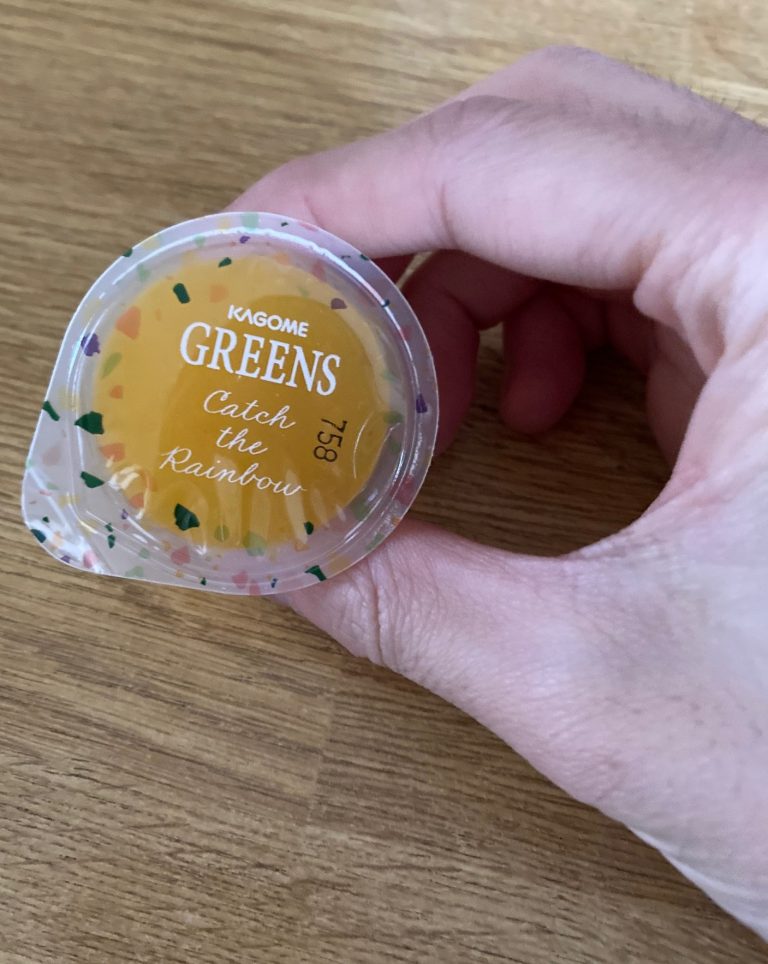 KAGOME
GREENS
Catch
the
Rainbow
758